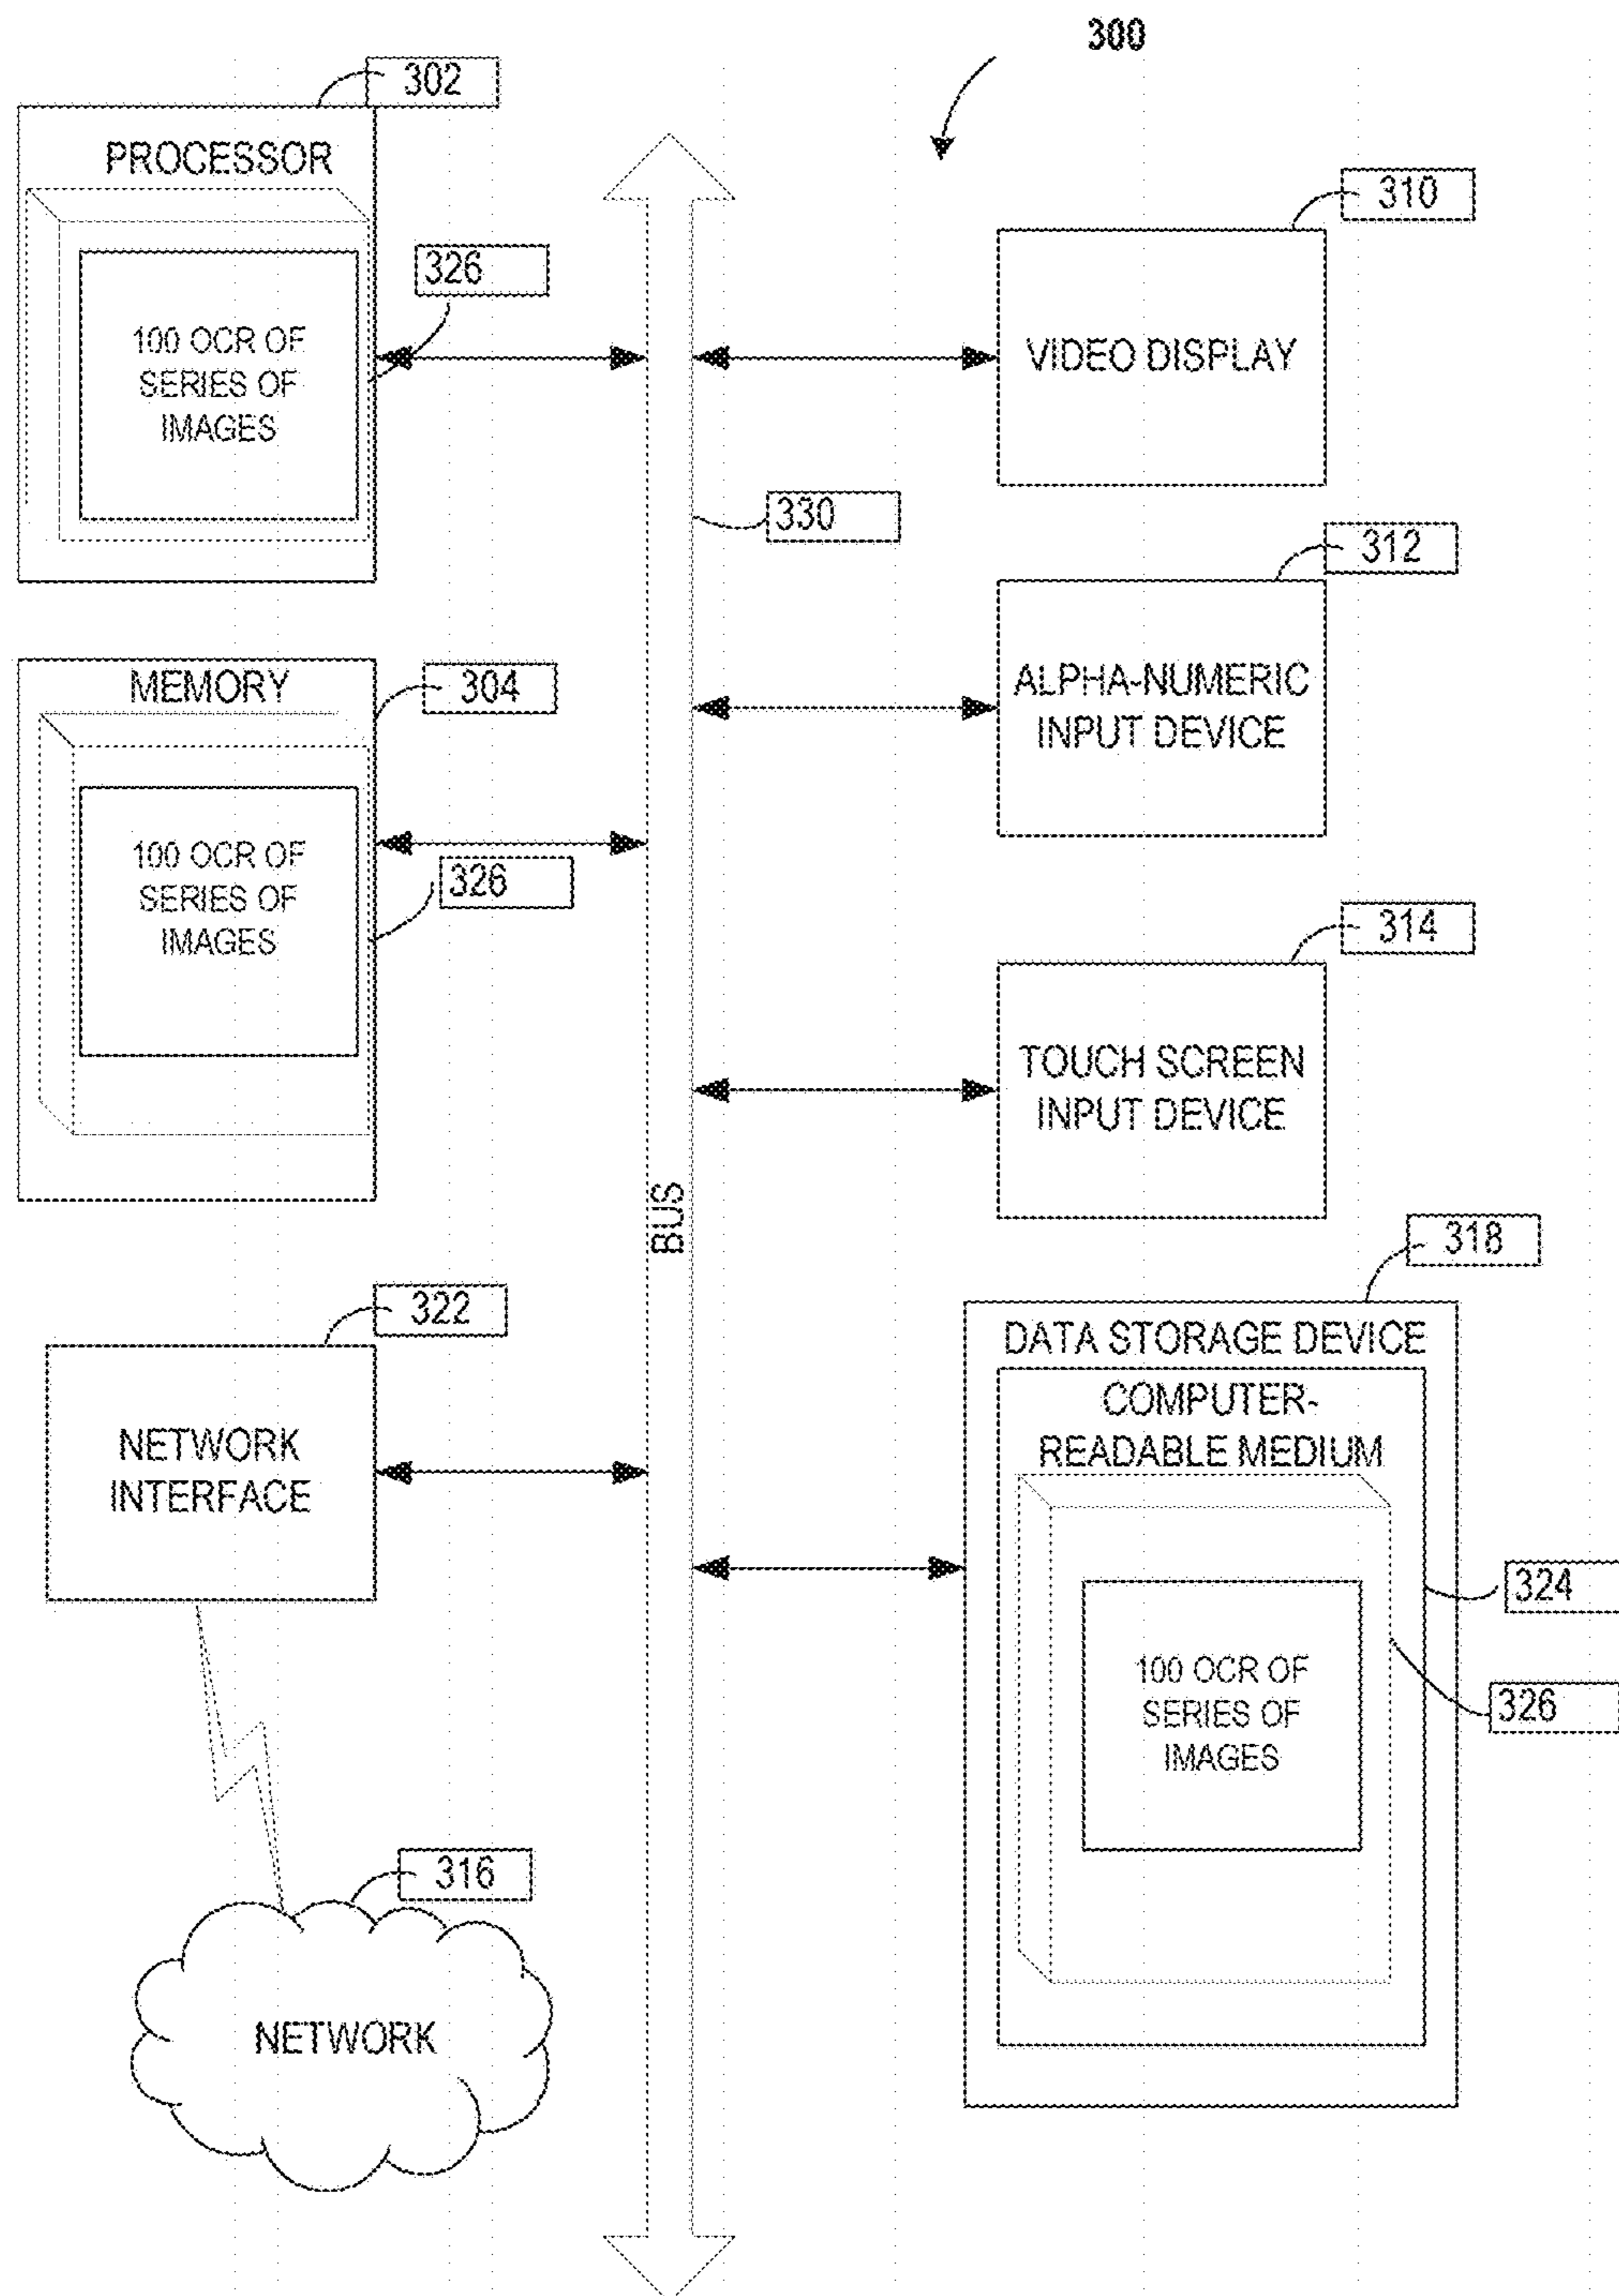 300
302
PROCESSOR
326
100 OCR OF
SERIES OF
IMAGES
310
VIDEO DISPLAY
330
312
ALPHA-NUMERIC
INPUT DEVICE
MEMORY
304
100 OCR OF
SERIES OF
IMAGES
326
314
TOUCH SCREEN
INPUT DEVICE
BUS
322
NETWORK
INTERFACE
318
DATA STORAGE DEVICE
COMPUTER-
READABLE MEDIUM
324
326
100 OCR OF
SERIES OF
IMAGES
316
NETWORK